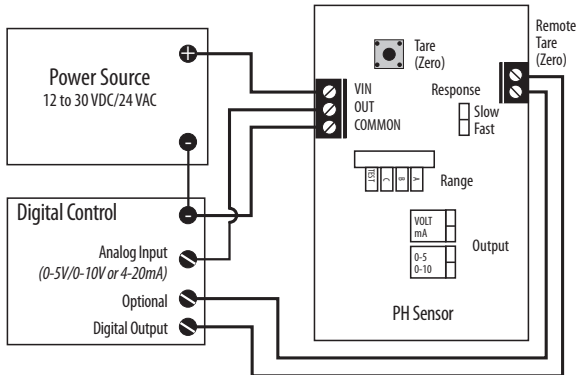 Power Source
12 to 30 VDC/24 VAC
+
-
Digital Control
-
Analog Input
(0-5V/0-10V or 4-20mA)
Optional
Digital Output
Tare
(Zero)
Remote
Tare
(Zero)
VIN
OUT
COMMON
Response
Slow
Fast
TEST
C
B
A
Range
VOLT
mA
0-5
0-10
Output
PH Sensor